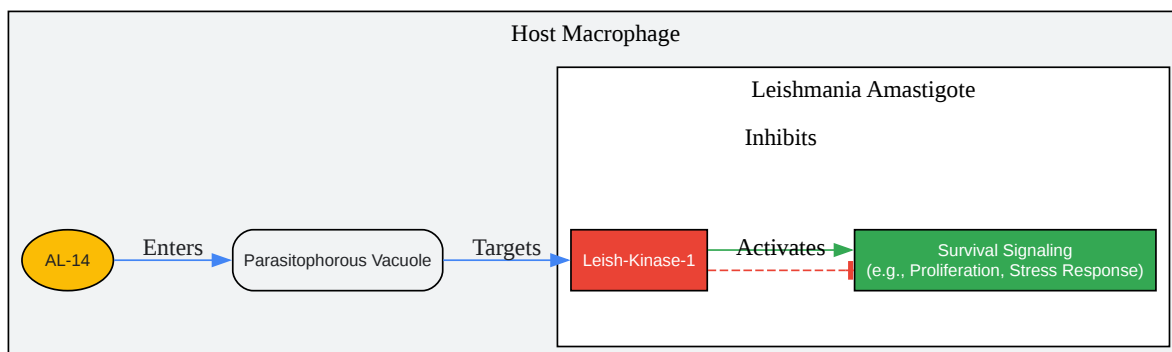 Host Macrophage
Leishmania Amastigote
Inhibits
AL-14
Enters
Parasitophorous Vacuole
Targets
Leish-Kinase-1
Activates
Survival Signaling
(e.g., Proliferation, Stress Response)